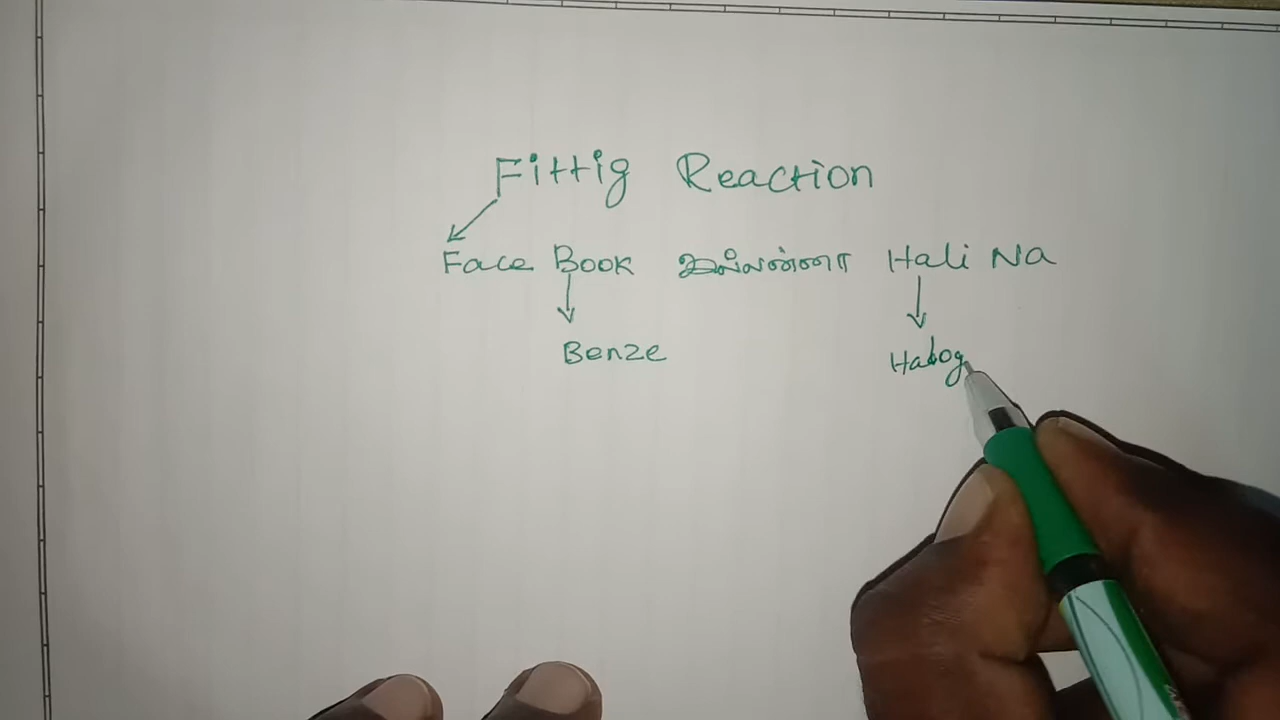 Fittig Reaction
Face Book இல்லன்னா Hali Na
Benze Halog